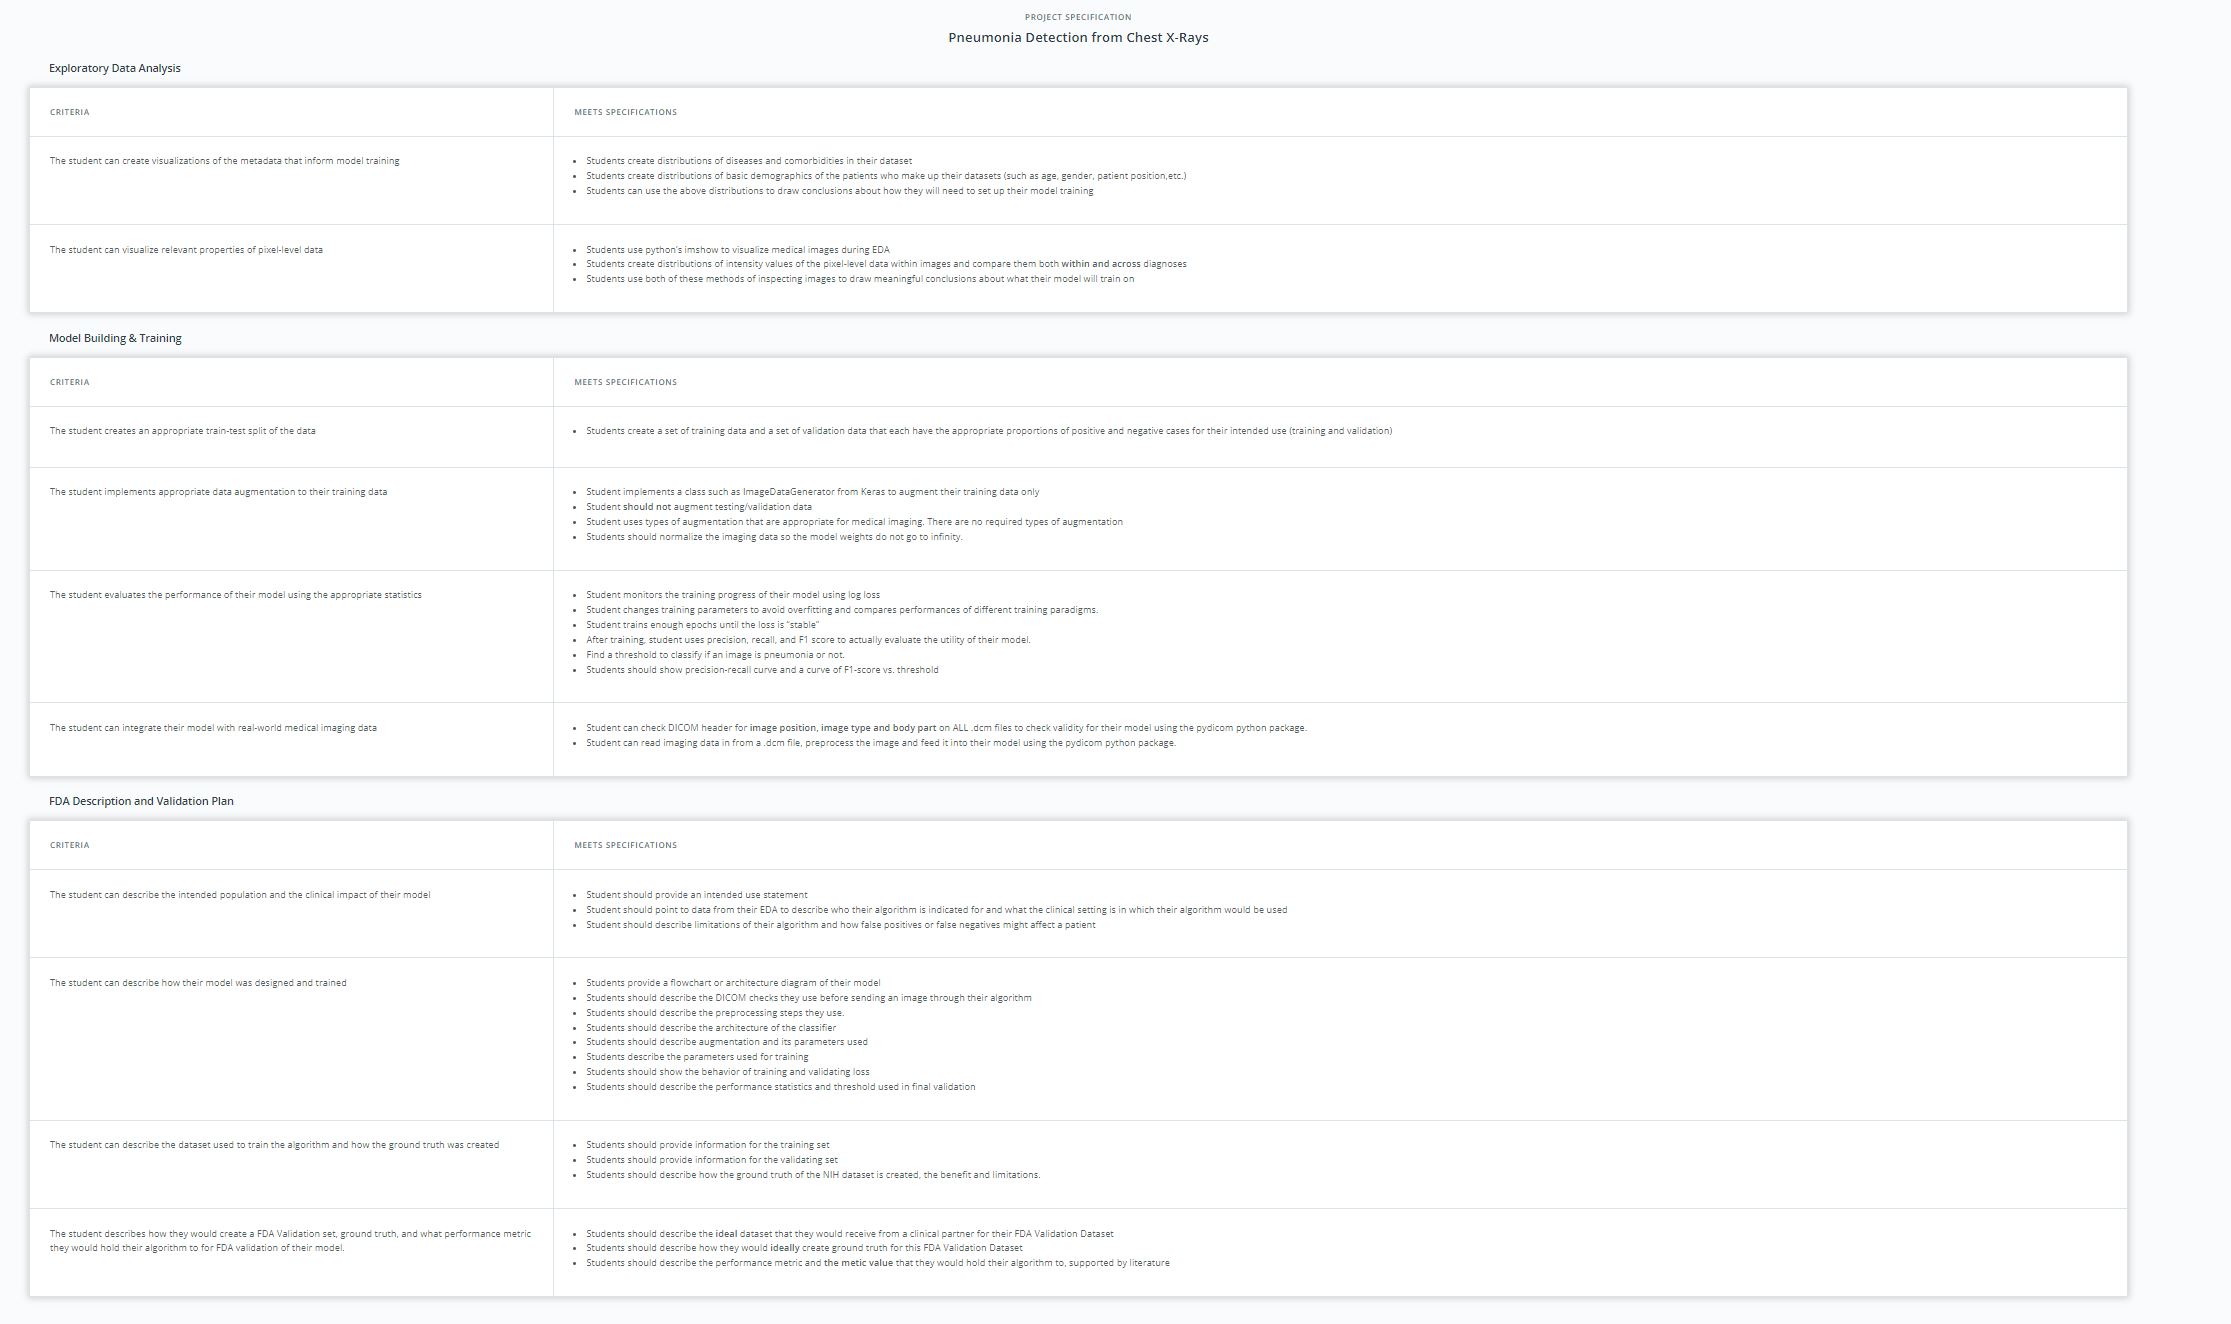 PROJECT SPECIFICATION
Pneumonia Detection from Chest X-Rays
Exploratory Data Analysis
CRITERIA
MEETS SPECIFICATIONS
The student can create visualizations of the metadata that inform model training
Students create distributions of diseases and comorbidities in their dataset
Students create distributions of basic demographics of the patients who make up their datasets (such as age, gender, patient position,etc.)
Students can use the above distributions to draw conclusions about how they will need to set up their model training
The student can visualize relevant properties of pixel-level data
Students use python's imshow to visualize medical images during EDA
Students create distributions of intensity values of the pixel-level data within images and compare them both within and across diagnoses
Students use both of these methods of inspecting images to draw meaningful conclusions about what their model will train on
Model Building & Training
CRITERIA
MEETS SPECIFICATIONS
The student creates an appropriate train-test split of the data
Students create a set of training data and a set of validation data that each have the appropriate proportions of positive and negative cases for their intended use (training and validation)
The student implements appropriate data augmentation to their training data
Student implements a class such as ImageDataGenerator from Keras to augment their training data only
Student should not augment testing/validation data
Student uses types of augmentation that are appropriate for medical imaging. There are no required types of augmentation
Students should normalize the imaging data so the model weights do not go to infinity.
The student evaluates the performance of their model using the appropriate statistics
Student monitors the training progress of their model using log loss
Student changes training parameters to avoid overfitting and compares performances of different training paradigms.
Student trains enough epochs until the loss is “stable”
After training, student uses precision, recall, and F1 score to actually evaluate the utility of their model.
Find a threshold to classify if an image is pneumonia or not.
Students should show precision-recall curve and a curve of F1-score vs. threshold
The student can integrate their model with real-world medical imaging data
Student can check DICOM header for image position, image type and body part on ALL .dcm files to check validity for their model using the pydicom python package.
Student can read imaging data in from a .dcm file, preprocess the image and feed it into their model using the pydicom python package.
FDA Description and Validation Plan
CRITERIA
MEETS SPECIFICATIONS
The student can describe the intended population and the clinical impact of their model
Student should provide an intended use statement
Student should point to data from their EDA to describe who their algorithm is indicated for and what the clinical setting is in which their algorithm would be used
Student should describe limitations of their algorithm and how false positives or false negatives might affect a patient
The student can describe how their model was designed and trained
Students provide a flowchart or architecture diagram of their model
Students should describe the DICOM checks they use before sending an image through their algorithm
Students should describe the preprocessing steps they use.
Students should describe the architecture of the classifier
Students should describe augmentation and its parameters used
Students describe the parameters used for training
Students should show the behavior of training and validating loss
Students should describe the performance statistics and threshold used in final validation
The student can describe the dataset used to train the algorithm and how the ground truth was created
Students should provide information for the training set
Students should provide information for the validating set
Students should describe how the ground truth of the NIH dataset is created, the benefit and limitations.
The student describes how they would create a FDA Validation set, ground truth, and what performance metric
they would hold their algorithm to for FDA validation of their model.
Students should describe the ideal dataset that they would receive from a clinical partner for their FDA Validation Dataset
Students should describe how they would ideally create ground truth for this FDA Validation Dataset
Students should describe the performance metric and the metic value that they would hold their algorithm to, supported by literature